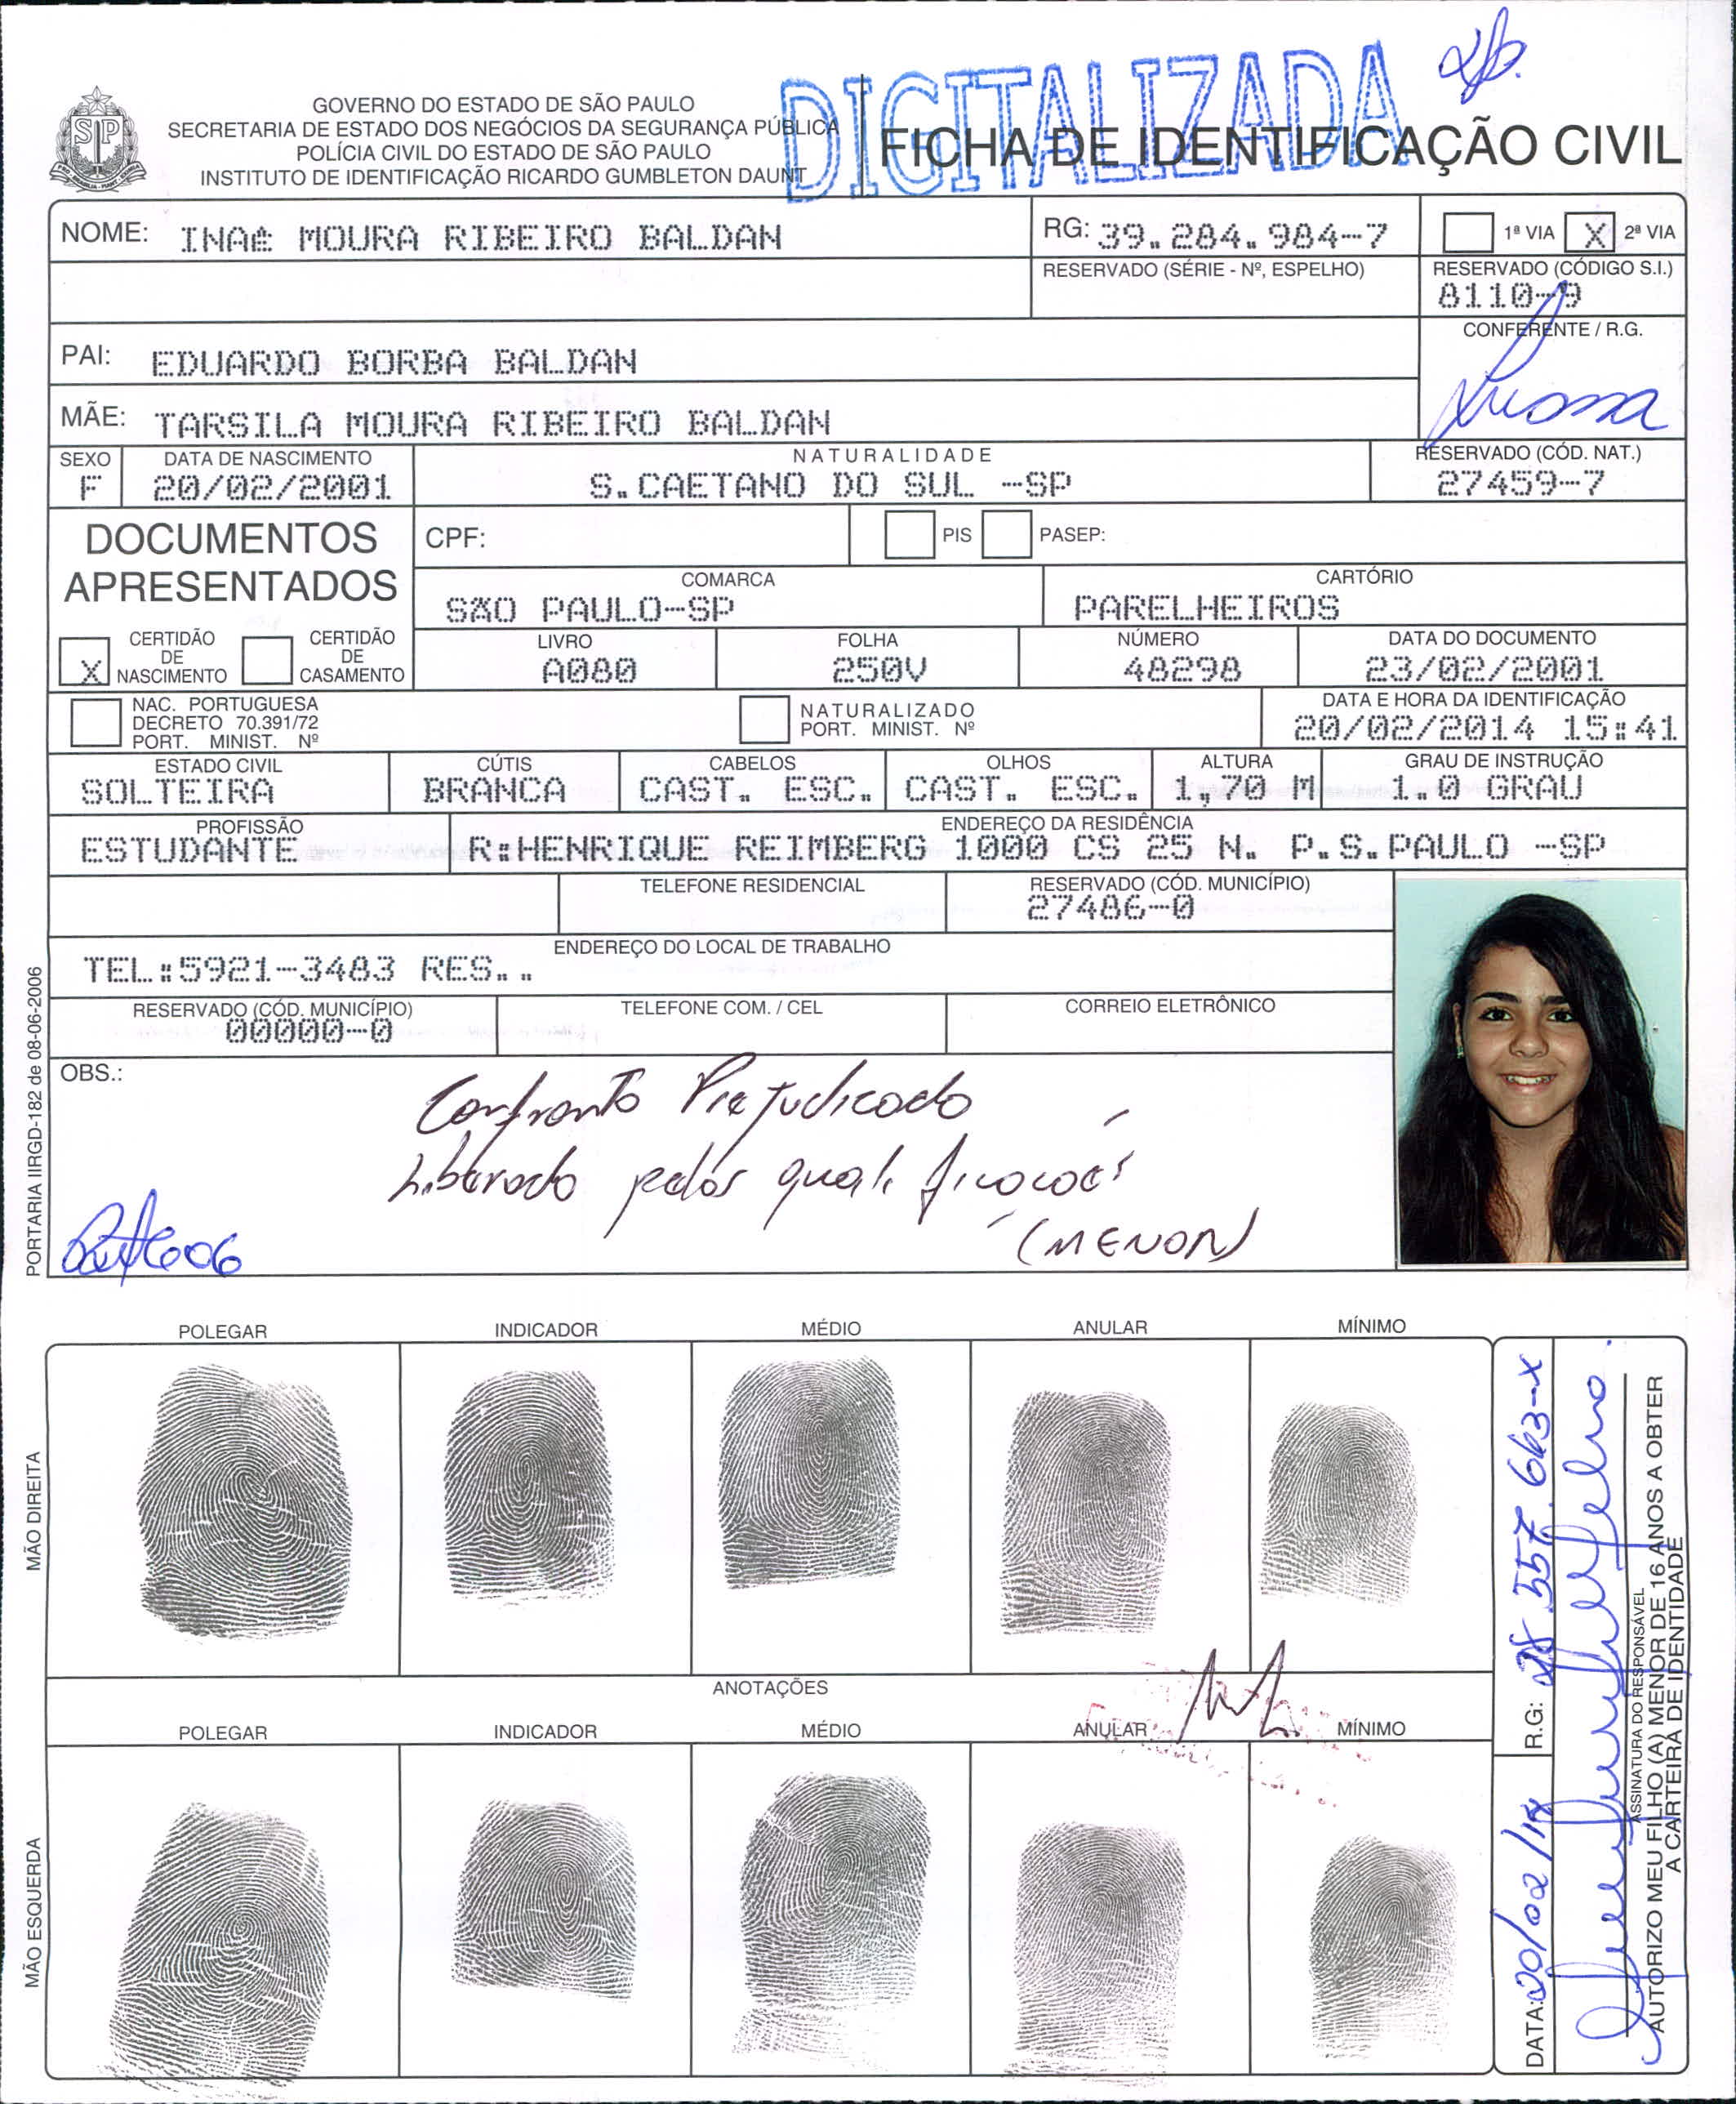 DIGITALIZADA
GOVERNO DO ESTADO DE SÃO PAULO
SECRETARIA DE ESTADO DOS NEGÓCIOS DA SEGURANÇA PÚBLICA
POLÍCIA CIVIL DO ESTADO DE SÃO PAULO
INSTITUTO DE IDENTIFICAÇÃO RICARDO GUMBLETON DAUNT
FICHA DE IDENTIFICAÇÃO CIVIL
NOME: INAê MOURA RIBEIRO BALDAN RG: 39.284.984-7 1ª VIA X 2ª VIA
RESERVADO (SÉRIE - Nº, ESPELHO) RESERVADO (CÓDIGO S.I.)
8110-9
PAI: EDUARDO BORBA BALDAN CONFERENTE / R.G.
MÃE: TARSILA MOURA RIBEIRO BALDAN
SEXO DATA DE NASCIMENTO NATURALIDADE RESERVADO (CÓD. NAT.)
F 20/02/2001 S.CAETANO DO SUL -SP 27459-7
DOCUMENTOS APRESENTADOS
CPF: PIS PASEP:
COMARCA CARTÓRIO
SÃO PAULO-SP PARELHEIROS
X CERTIDÃO DE NASCIMENTO CERTIDÃO DE CASAMENTO
LIVRO FOLHA NÚMERO DATA DO DOCUMENTO
A080 250V 48298 23/02/2001
NAC. PORTUGUESA
DECRETO 70.391/72
PORT. MINIST. Nº
NATURALIZADO
PORT. MINIST. Nº
DATA E HORA DA IDENTIFICAÇÃO
20/02/2014 15:41
ESTADO CIVIL CÚTIS CABELOS OLHOS ALTURA GRAU DE INSTRUÇÃO
SOLTEIRA BRANCA CAST. ESC. CAST. ESC. 1,70 M 1.0 GRAU
PROFISSÃO ENDEREÇO DA RESIDÊNCIA
ESTUDANTE R:HENRIQUE REIMBERG 1000 CS 25 N. P.S.PAULO -SP
TELEFONE RESIDENCIAL RESERVADO (CÓD. MUNICÍPIO)
27486-0
ENDEREÇO DO LOCAL DE TRABALHO
TEL:5921-3483 RES..
RESERVADO (CÓD. MUNICÍPIO) TELEFONE COM. / CEL CORREIO ELETRÔNICO
00000-0
OBS.:
Confronto Prejudicado
Liberado pelas qualificações
(MENON)
PORTARIA IIRGD-182 de 08-06-2006
POLEGAR INDICADOR MÉDIO ANULAR MÍNIMO
MÃO DIREITA
ANOTAÇÕES
POLEGAR INDICADOR MÉDIO ANULAR MÍNIMO
MÃO ESQUERDA
DATA: 20/02/14 R.G.: 28.557.663-X
ASSINATURA DO RESPONSÁVEL
AUTORIZO MEU FILHO (A) MENOR DE 16 ANOS A OBTER
A CARTEIRA DE IDENTIDADE